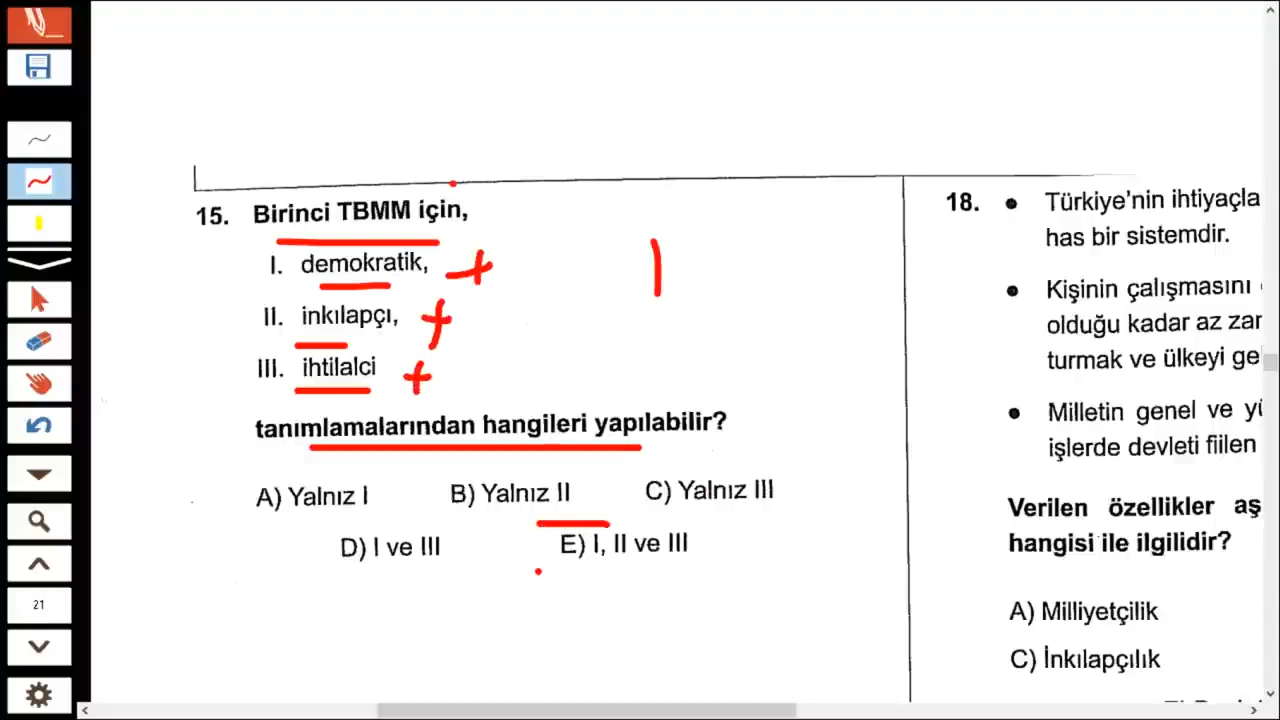 15. Birinci TBMM için,
I. demokratik,
II. inkılapçı,
III. ihtilalci
tanımlamalarından hangileri yapılabilir?
A) Yalnız I B) Yalnız II C) Yalnız III
D) I ve III E) I, II ve III
18. • Türkiye'nin ihtiyaçla
has bir sistemdir.
• Kişinin çalışmasını
olduğu kadar az zar
turmak ve ülkeyi ge
• Milletin genel ve yü
işlerde devleti fiilen
Verilen özellikler aş
hangisi ile ilgilidir?
A) Milliyetçilik
C) İnkılapçılık
21